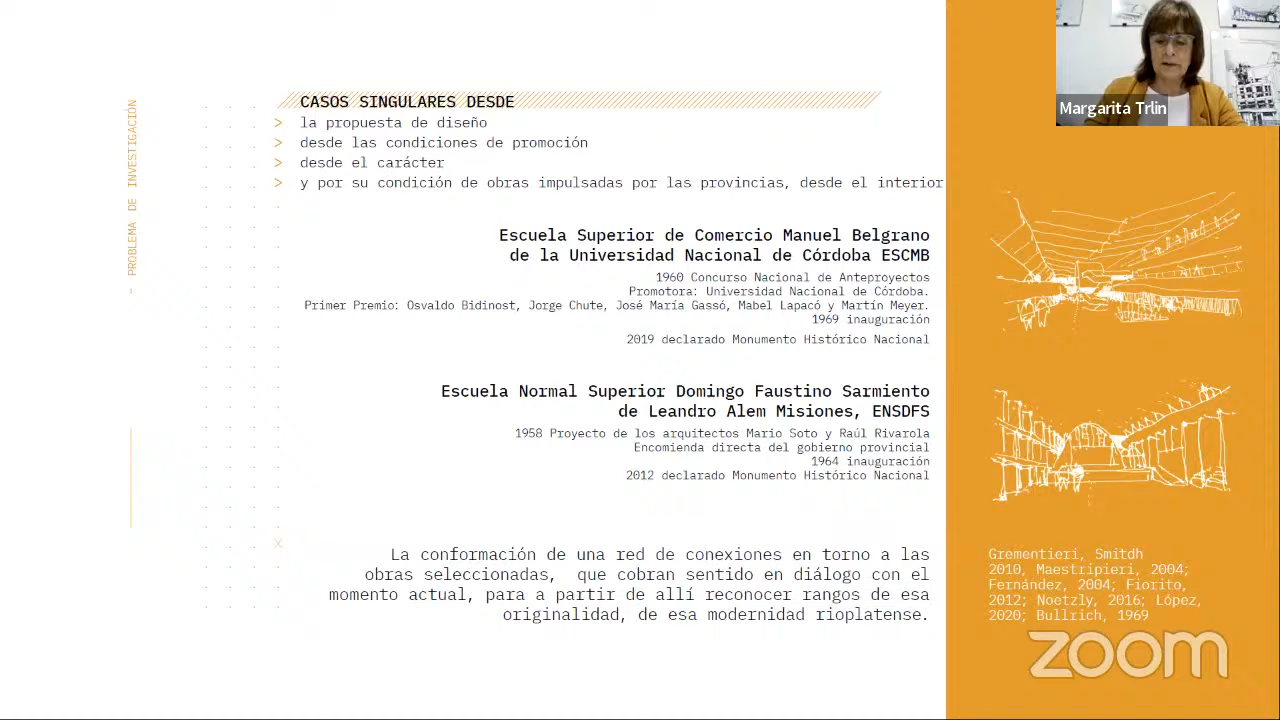 — PROBLEMA DE INVESTIGACIÓN
CASOS SINGULARES DESDE
> la propuesta de diseño
> desde las condiciones de promoción
> desde el carácter
> y por su condición de obras impulsadas por las provincias, desde el interior
Escuela Superior de Comercio Manuel Belgrano
de la Universidad Nacional de Córdoba ESCMB
1960 Concurso Nacional de Anteproyectos
Promotora: Universidad Nacional de Córdoba.
Primer Premio: Osvaldo Bidinost, Jorge Chute, José María Gassó, Mabel Lapacó y Martín Meyer.
1969 inauguración
2019 declarado Monumento Histórico Nacional
Escuela Normal Superior Domingo Faustino Sarmiento
de Leandro Alem Misiones, ENSDFS
1958 Proyecto de los arquitectos Mario Soto y Raúl Rivarola
Encomienda directa del gobierno provincial
1964 inauguración
2012 declarado Monumento Histórico Nacional
X
La conformación de una red de conexiones en torno a las
obras seleccionadas, que cobran sentido en diálogo con el
momento actual, para a partir de allí reconocer rangos de esa
originalidad, de esa modernidad rioplatense.
Margarita Trlin
Grementieri, Smitdh
2010, Maestripieri, 2004;
Fernández, 2004; Fiorito,
2012; Noetzly, 2016; López,
2020; Bullrich, 1969
zoom